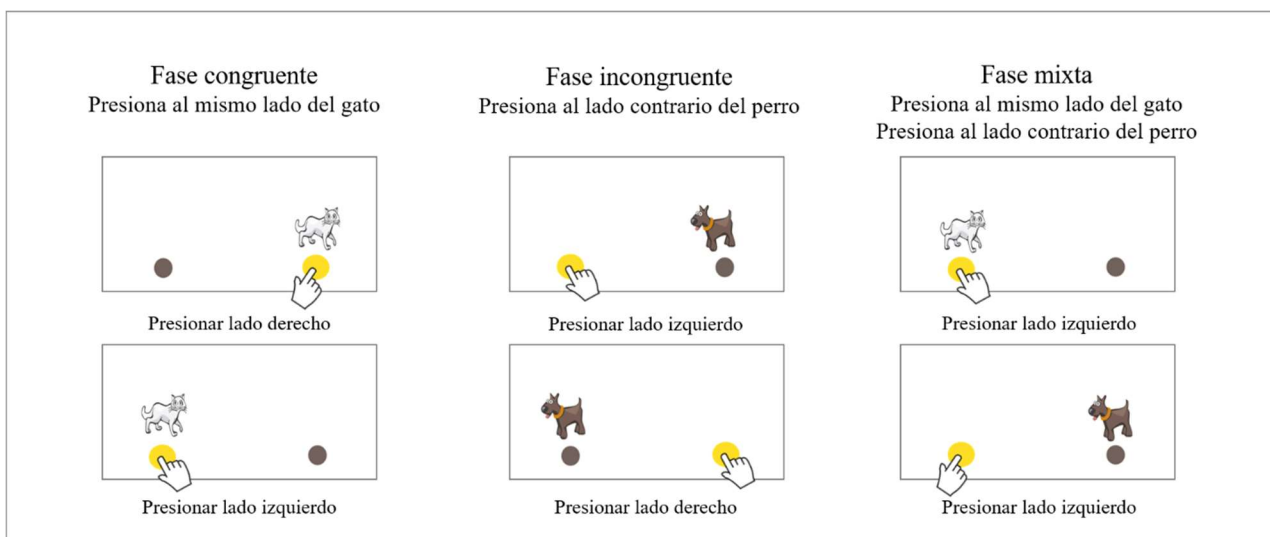 Fase congruente
Presiona al mismo lado del gato
Presionar lado derecho
Presionar lado izquierdo
Fase incongruente
Presiona al lado contrario del perro
Presionar lado izquierdo
Presionar lado derecho
Fase mixta
Presiona al mismo lado del gato
Presiona al lado contrario del perro
Presionar lado izquierdo
Presionar lado izquierdo